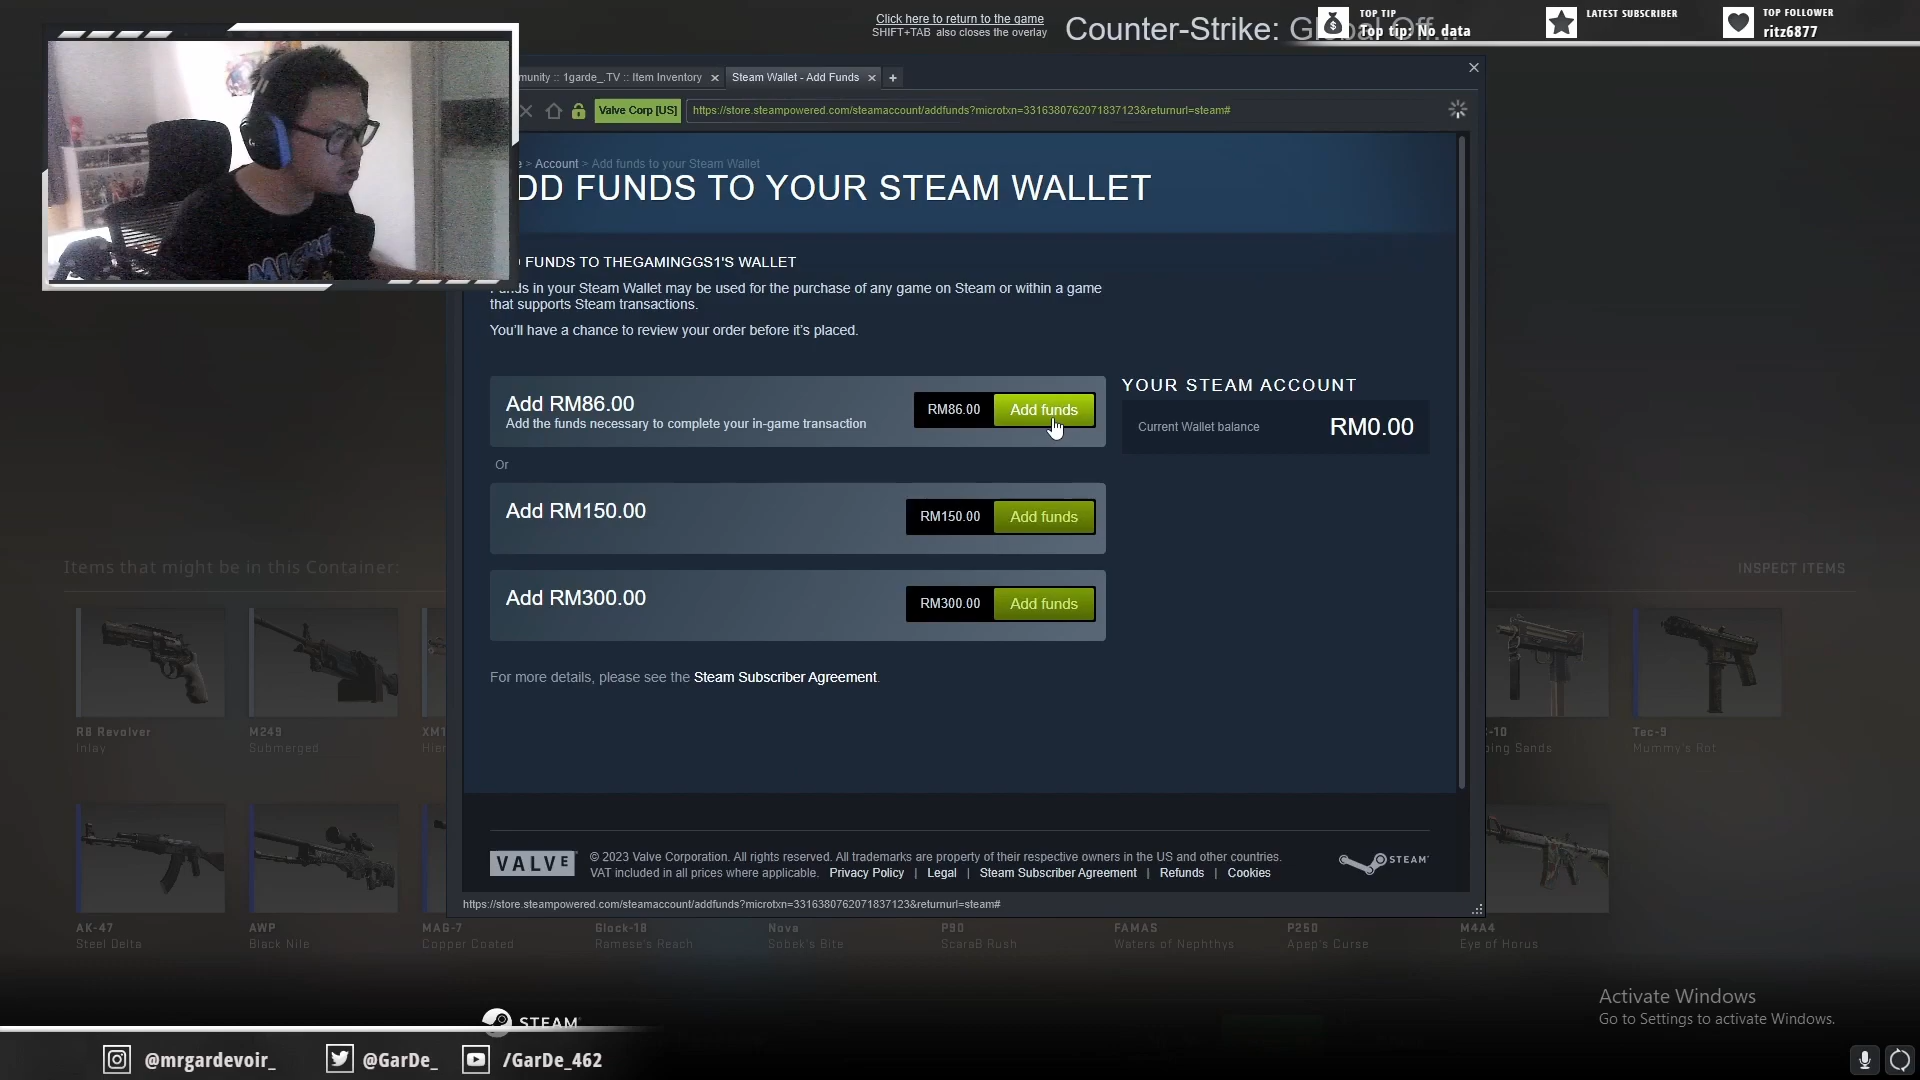 Click here to return to the game
SHIFT+TAB also closes the overlay
Counter-Strike:
TOP TIP
Top tip: No data
LATEST SUBSCRIBER
TOP FOLLOWER
ritz6877
munity :: 1garde_.TV :: Item Inventory
Steam Wallet - Add Funds
Valve Corp [US]
https://store.steampowered.com/steamaccount/addfunds?microtxn=3316380762071837123&returnurl=steam#
> Account > Add funds to your Steam Wallet
DD FUNDS TO YOUR STEAM WALLET
FUNDS TO THEGAMINGGS1'S WALLET
Funds in your Steam Wallet may be used for the purchase of any game on Steam or within a game
that supports Steam transactions.
You'll have a chance to review your order before it's placed.
Add RM86.00
Add the funds necessary to complete your in-game transaction
RM86.00
Add funds
Or
Add RM150.00
RM150.00
Add funds
Add RM300.00
RM300.00
Add funds
YOUR STEAM ACCOUNT
Current Wallet balance
RM0.00
For more details, please see the Steam Subscriber Agreement.
Items that might be in this Container:
INSPECT ITEMS
R8 Revolver
Inlay
M249
Submerged
XM1
Hier
-10
ping Sands
Tec-9
Mummy's Rot
VALVE
© 2023 Valve Corporation. All rights reserved. All trademarks are property of their respective owners in the US and other countries.
VAT included in all prices where applicable. Privacy Policy | Legal | Steam Subscriber Agreement | Refunds | Cookies
STEAM
https://store.steampowered.com/steamaccount/addfunds?microtxn=3316380762071837123&returnurl=steam#
AK-47
Steel Delta
AWP
Black Nile
MAG-7
Copper Coated
Glock-18
Ramese's Reach
Nova
Sobek's Bite
P90
ScaraB Rush
FAMAS
Waters of Nephthys
P250
Apep's Curse
M4A4
Eye of Horus
Activate Windows
Go to Settings to activate Windows.
STEAM
@mrgardevoir_
@GarDe_
/GarDe_462